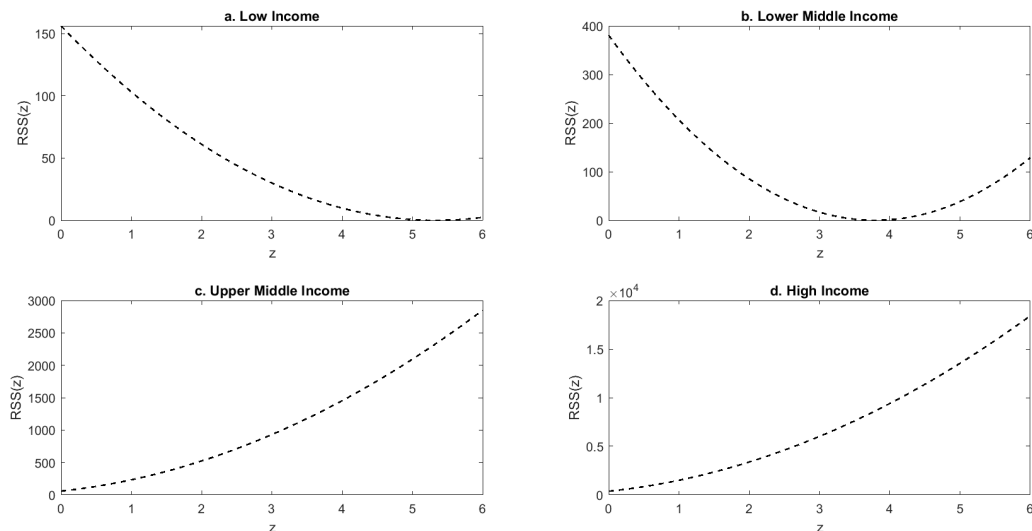 a. Low Income
150
100
50
0
RSS(z)
0 1 2 3 4 5 6
z
b. Lower Middle Income
400
300
200
100
0
RSS(z)
0 1 2 3 4 5 6
z
c. Upper Middle Income
3000
2500
2000
1500
1000
500
0
RSS(z)
0 1 2 3 4 5 6
z
d. High Income
×10⁴
2
1.5
1
0.5
0
RSS(z)
0 1 2 3 4 5 6
z